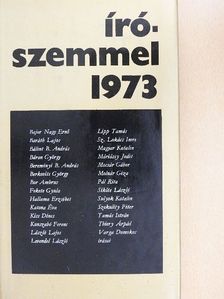 író-
szemmel
1973
Bajor Nagy Ernő
Baráth Lajos
Bálint B. András
Báron György
Bereményi B. András
Berkovits György
Bor Ambrus
Fekete Gyula
Hallama Erzsébet
Katona Éva
Kiss Dénes
Kunszabó Ferenc
László Lajos
Lavendel László
Lipp Tamás
Sz. Lukács Imre
Magyar Katalin
Máriássy Judit
Mocsár Gábor
Molnár Géza
Pál Rita
Siklós László
Sulyok Katalin
Szekulity Péter
Tamás István
Thiery Árpád
Varga Domokos
írásai